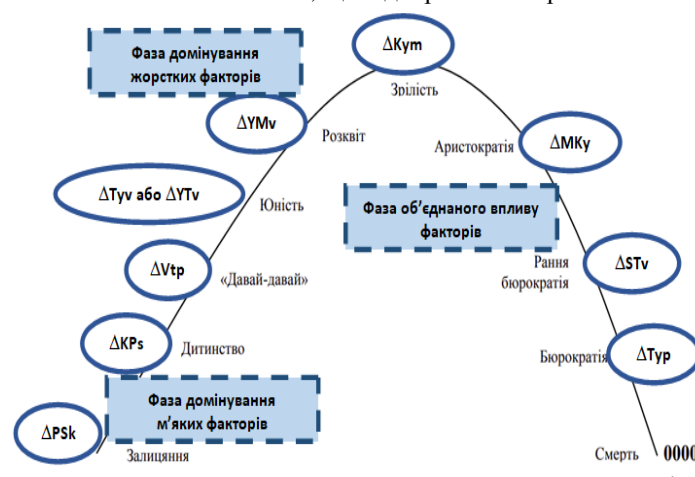 ΔKym
Фаза домінування
жорстких факторів
Зрілість
ΔYMv
Розквіт
Аристократія
ΔMKy
ΔTyv або ΔYTv
Юність
Фаза об’єднаного впливу
факторів
ΔVtp
«Давай-давай»
Рання
бюрократія
ΔSTv
ΔKPs
Дитинство
Бюрократія
ΔTyp
Фаза домінування
м’яких факторів
ΔPSk
Залицяння
Смерть
0000